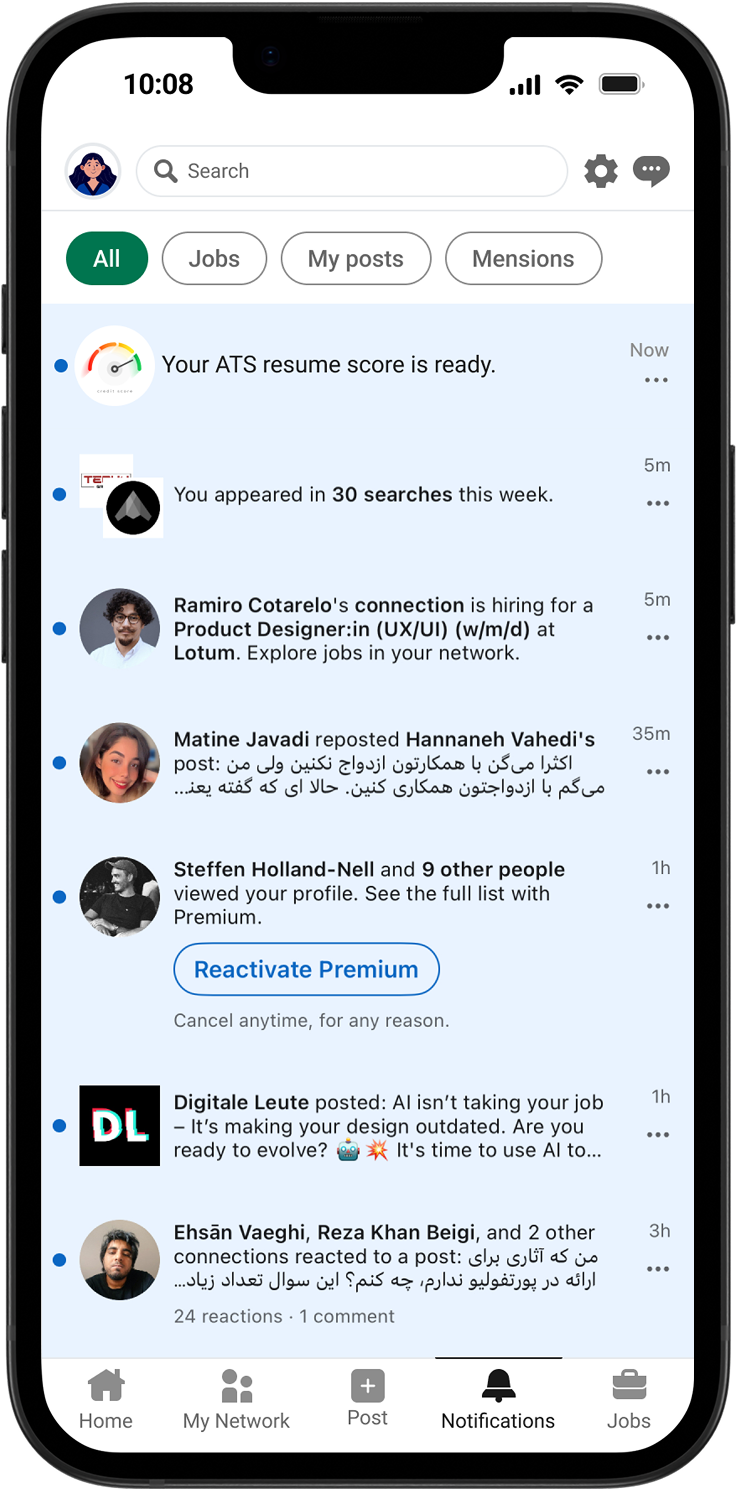 10:08
Search
All
Jobs
My posts
Mensions
Your ATS resume score is ready.
Now
credit score
You appeared in 30 searches this week.
5m
Ramiro Cotarelo's connection is hiring for a
Product Designer:in (UX/UI) (w/m/d) at
Lotum. Explore jobs in your network.
5m
Matine Javadi reposted Hannaneh Vahedi's
post: اکثرا می‌گن با همکارتون ازدواج نکنین ولی من
می‌گم با ازدواجتون همکاری کنین. حالا ای که گفته یعنـ...
35m
Steffen Holland-Nell and 9 other people
viewed your profile. See the full list with
Premium.
1h
Reactivate Premium
Cancel anytime, for any reason.
DL
Digitale Leute posted: AI isn’t taking your job
– It’s making your design outdated. Are you
ready to evolve? 🤖 💥 It's time to use AI to...
1h
Ehsān Vaeghi, Reza Khan Beigi, and 2 other
connections reacted to a post: من که آثاری برای
ارائه در پورتفولیو ندارم، چه کنم؟ این سوال تعداد زیاد...
3h
24 reactions · 1 comment
Home
My Network
Post
Notifications
Jobs